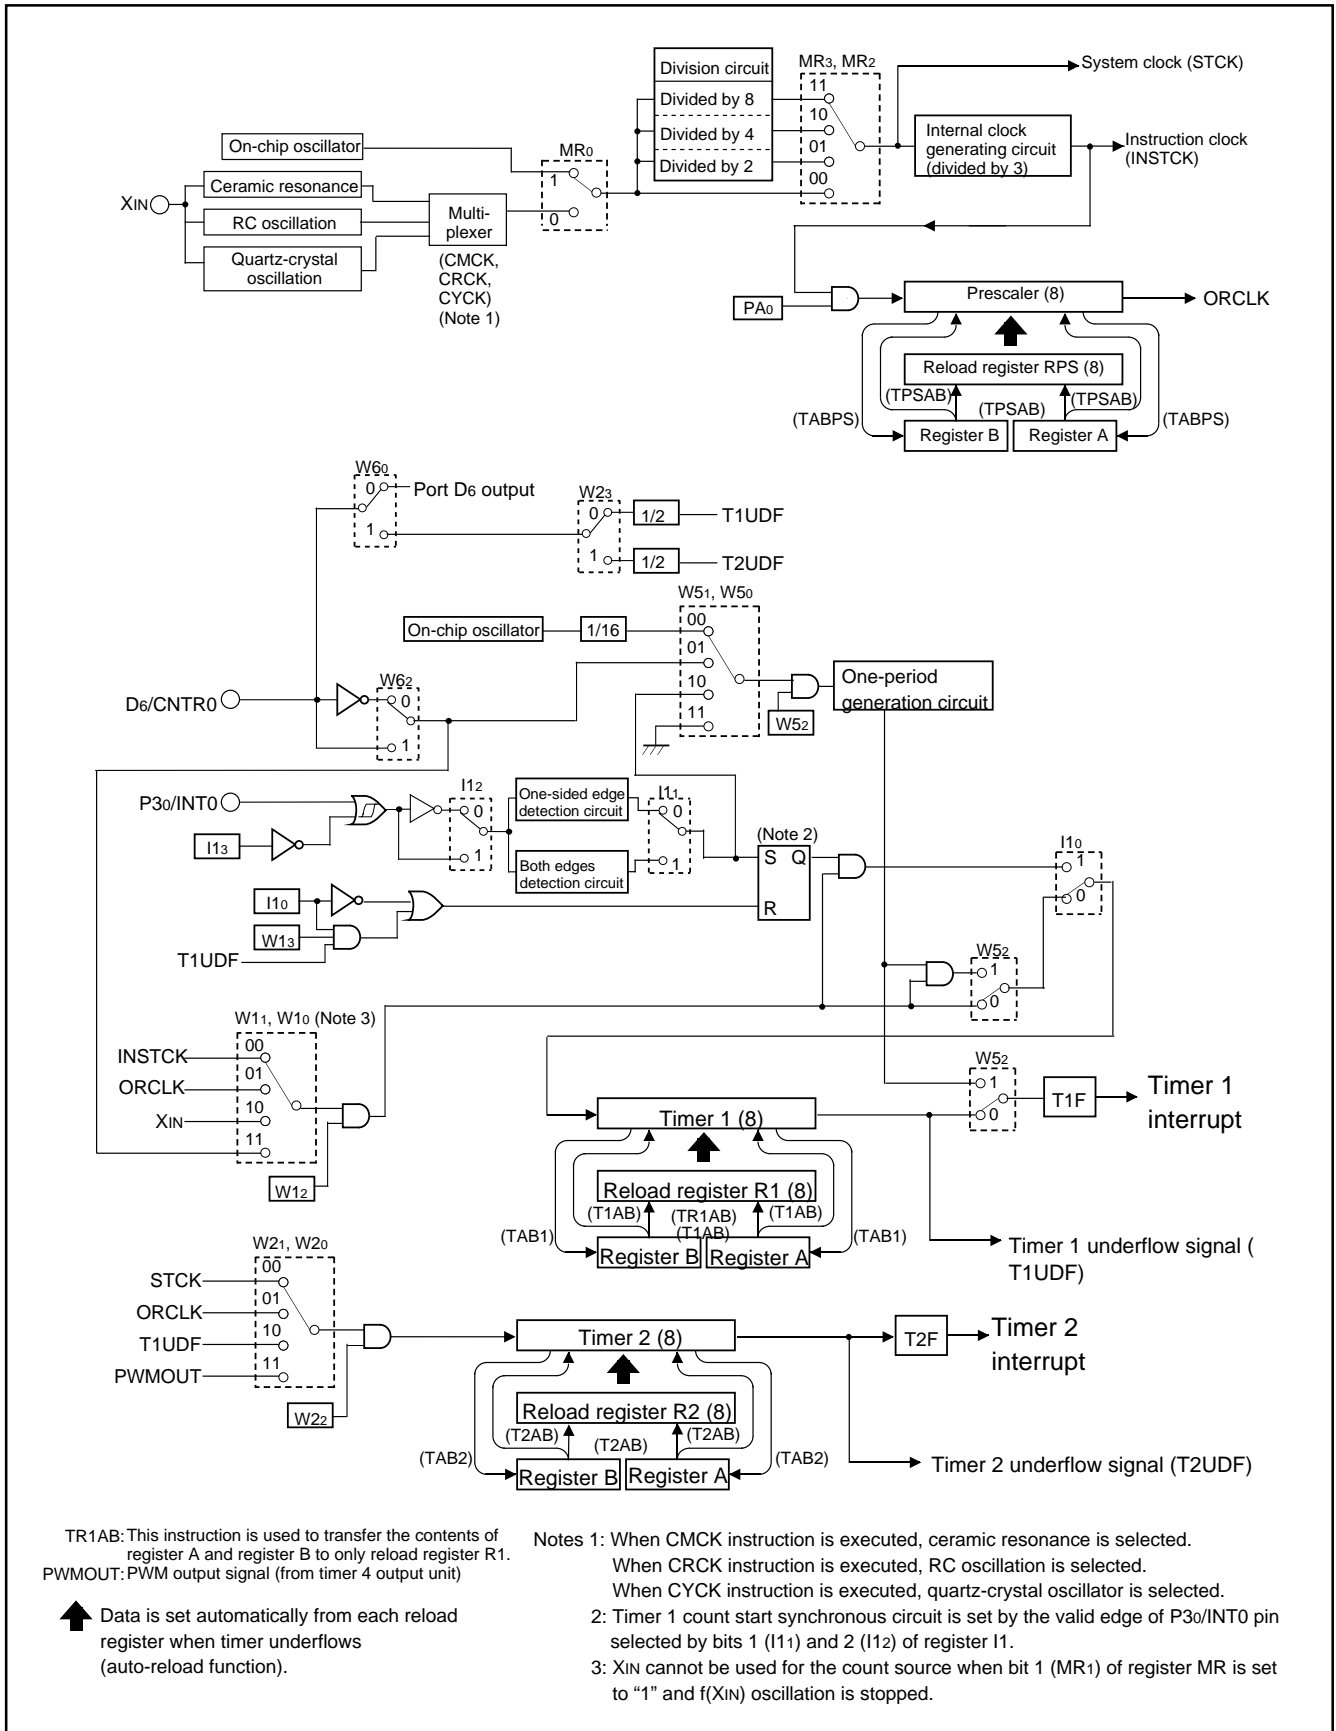 Division circuit
MR3, MR2
System clock (STCK)
Divided by 8
11
Divided by 4
10
Internal clock
generating circuit
(divided by 3)
Instruction clock
(INSTCK)
On-chip oscillator
MR0
Divided by 2
01
00
Ceramic resonance
1
XIN
RC oscillation
Multi-
plexer
0
Quartz-crystal
oscillation
(CMCK,
CRCK,
CYCK)
(Note 1)
PA0
Prescaler (8)
ORCLK
Reload register RPS (8)
(TPSAB)
(TPSAB)
(TPSAB)
(TABPS)
(TABPS)
Register B
Register A
W60
0
Port D6 output
1
W23
0
1/2
T1UDF
1
1/2
T2UDF
W51, W50
On-chip oscillator
1/16
00
01
10
11
One-period
generation circuit
W52
D6/CNTR0
W62
0
1
P30/INT0
I12
0
1
One-sided edge
detection circuit
I11
0
1
I13
Both edges
detection circuit
(Note 2)
S Q
R
I10
1
0
I10
W13
T1UDF
W52
1
0
W11, W10 (Note 3)
INSTCK
00
ORCLK
01
XIN
10
11
W12
W52
1
0
T1F
Timer 1
interrupt
Timer 1 (8)
Reload register R1 (8)
(T1AB)
(TR1AB)
(T1AB)
(T1AB)
(TAB1)
(TAB1)
Register B
Register A
Timer 1 underflow signal (
T1UDF)
W21, W20
STCK
00
ORCLK
01
T1UDF
10
PWMOUT
11
W22
Timer 2 (8)
T2F
Timer 2
interrupt
Reload register R2 (8)
(T2AB)
(T2AB)
(T2AB)
(TAB2)
(TAB2)
Register B
Register A
Timer 2 underflow signal (T2UDF)
TR1AB: This instruction is used to transfer the contents of
register A and register B to only reload register R1.
PWMOUT: PWM output signal (from timer 4 output unit)
Data is set automatically from each reload
register when timer underflows
(auto-reload function).
Notes 1: When CMCK instruction is executed, ceramic resonance is selected.
When CRCK instruction is executed, RC oscillation is selected.
When CYCK instruction is executed, quartz-crystal oscillator is selected.
2: Timer 1 count start synchronous circuit is set by the valid edge of P30/INT0 pin
selected by bits 1 (I11) and 2 (I12) of register I1.
3: XIN cannot be used for the count source when bit 1 (MR1) of register MR is set
to “1” and f(XIN) oscillation is stopped.